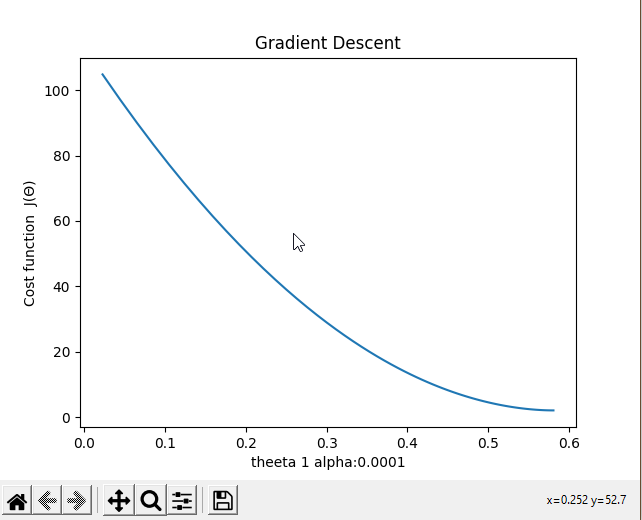 Gradient Descent
Cost function J(Θ)
100
80
60
40
20
0
0.0 0.1 0.2 0.3 0.4 0.5 0.6
theeta 1 alpha:0.0001
x=0.252 y=52.7